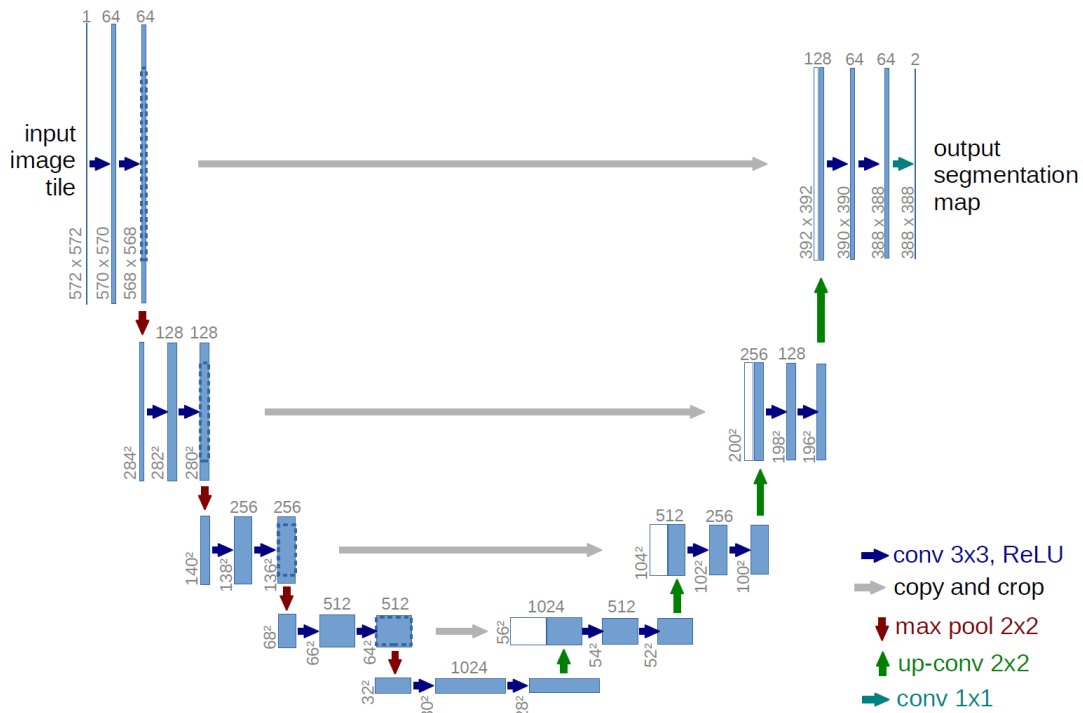 1 64 64
128 64 64 2
input
image
tile
output
segmentation
map
572 x 572
570 x 570
568 x 568
392 x 392
390 x 390
388 x 388
388 x 388
128 128
256 128
284²
282²
280²
200²
198²
196²
256 256
512 256
140²
138²
136²
104²
102²
100²
512 512
1024 512
68²
66²
64²
56²
54²
52²
1024
32²
conv 3x3, ReLU
copy and crop
max pool 2x2
up-conv 2x2
conv 1x1